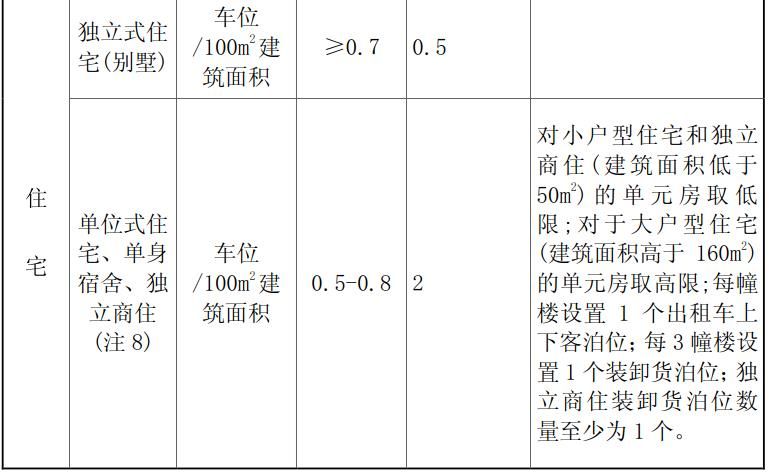 住
宅
独立式住
宅(别墅)
车位
/100m²建
筑面积
≥0.7
0.5
单位式住
宅、单身
宿舍、独
立商住
(注 8)
车位
/100m²建
筑面积
0.5-0.8
2
对小户型住宅和独立
商住(建筑面积低于
50m²)的单元房取低
限;对于大户型住宅
(建筑面积高于 160m²)
的单元房取高限;每幢
楼设置 1 个出租车上
下客泊位;每 3 幢楼设
置 1 个装卸货泊位;独
立商住装卸货泊位数
量至少为 1 个。